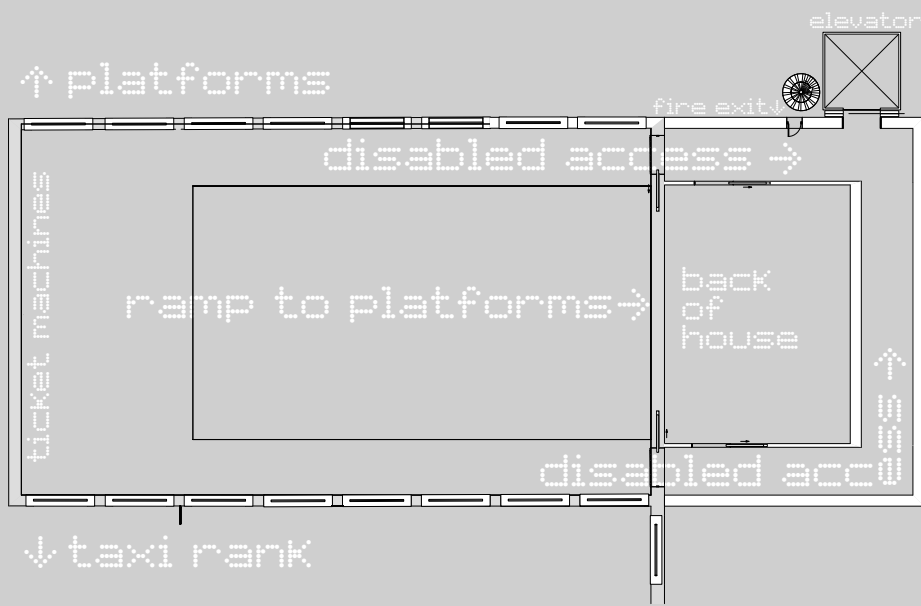 elevator
↑ platforms
fire exit↓
disabled access →
ticket machines
ramp to platforms→
back
of
house
disabled access →
↓ taxi rank